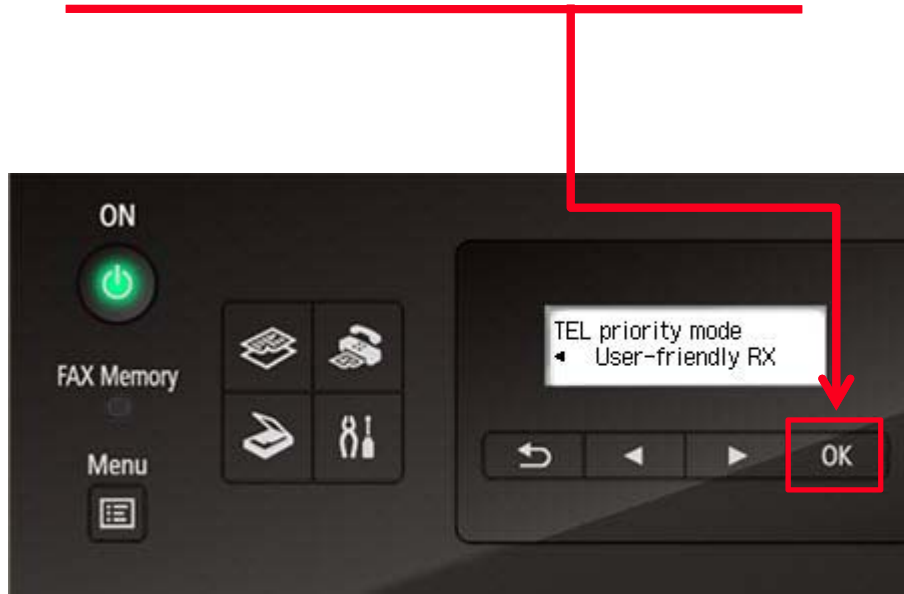 ON
TEL priority mode
◄ User-friendly RX
FAX Memory
Menu
OK